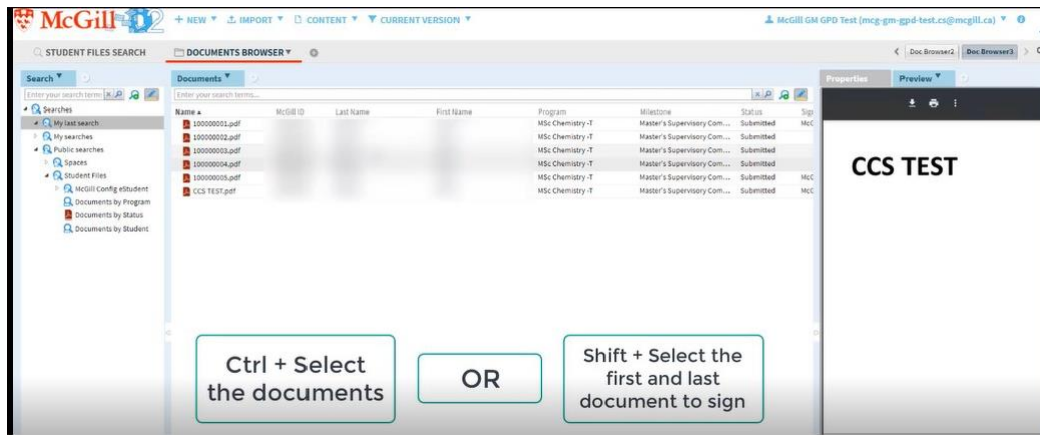 McGill D2 + NEW IMPORT CONTENT CURRENT VERSION McGill GM GPD Test (mcg-gm-gpd-test.cs@mcgill.ca)
STUDENT FILES SEARCH DOCUMENTS BROWSER Doc Browser2 Doc Browser3
Search Documents Properties Preview
Enter your search terms Enter your search terms...
Searches
My last search
My searches
Public searches
Spaces
Student Files
McGill Config eStudent
Documents by Program
Documents by Status
Documents by Student
Name McGill ID Last Name First Name Program Milestone Status Sign
100000001.pdf MSc Chemistry -T Master's Supervisory Com... Submitted McG
100000002.pdf MSc Chemistry -T Master's Supervisory Com... Submitted
100000003.pdf MSc Chemistry -T Master's Supervisory Com... Submitted
100000004.pdf MSc Chemistry -T Master's Supervisory Com... Submitted
100000005.pdf MSc Chemistry -T Master's Supervisory Com... Submitted McG
CCS TEST.pdf MSc Chemistry -T Master's Supervisory Com... Submitted McG
CCS TEST
Ctrl + Select
the documents
OR
Shift + Select the
first and last
document to sign